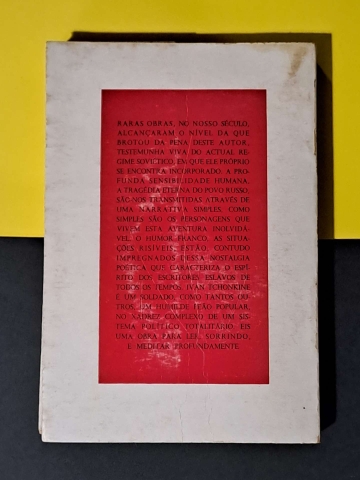 RARAS OBRAS, NO NOSSO SÉCULO,
ALCANÇARAM O NÍVEL DA QUE
BROTOU DA PENA DESTE AUTOR,
TESTEMUNHA VIVA DO ACTUAL RE-
GIME SOVIÉTICO, EM QUE ELE PRÓPRIO
SE ENCONTRA INCORPORADO. A PRO-
FUNDA SENSIBILIDADE HUMANA,
A TRAGÉDIA ETERNA DO POVO RUSSO,
SÃO-NOS TRANSMITIDAS ATRAVÉS DE
UMA NARRATIVA SIMPLES, COMO
SIMPLES SÃO OS PERSONAGENS QUE
VIVEM ESTA AVENTURA INOLVIDÁ-
VEL. O HUMOR FRANCO, AS SITUA-
ÇÕES RISÍVEIS ESTÃO, CONTUDO
IMPREGNADOS DESSA NOSTALGIA
POÉTICA QUE CARACTERIZA O ESPÍ-
RITO DOS ESCRITORES ESLAVOS DE
TODOS OS TEMPOS. IVAN TCHONKINE
É UM SOLDADO, COMO TANTOS OU-
TROS, UM HUMILDE PEÃO POPULAR,
NO XADREZ COMPLEXO DE UM SIS-
TEMA POLÍTICO TOTALITÁRIO. EIS
UMA OBRA PARA LER, SORRINDO,
E MEDITAR PROFUNDAMENTE.